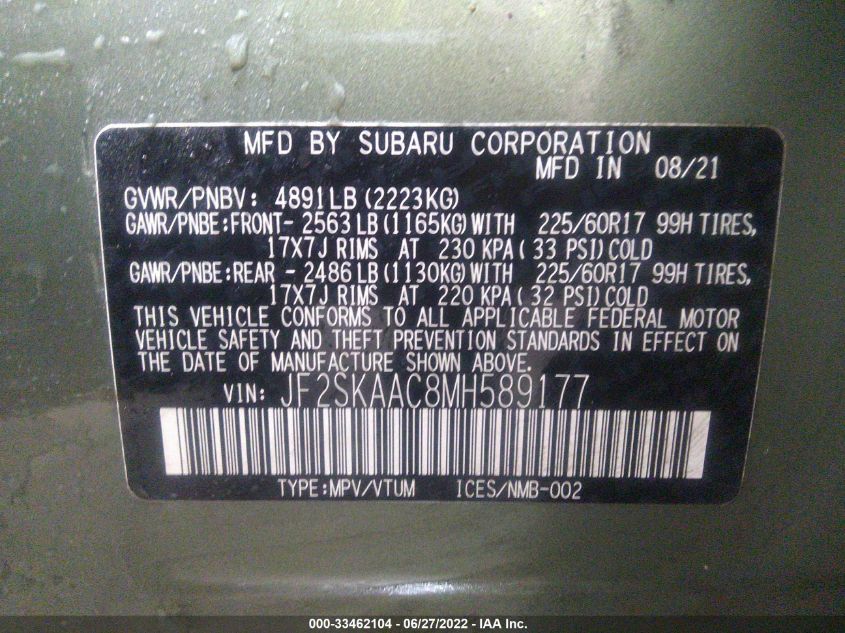 MFD BY SUBARU CORPORATION
MFD IN 08/21
GVWR/PNBV: 4891LB (2223KG)
GAWR/PNBE:FRONT- 2563LB (1165KG)WITH 225/60R17 99H TIRES,
17X7J RIMS AT 230 KPA( 33 PSI)COLD
GAWR/PNBE:REAR - 2486LB (1130KG)WITH 225/60R17 99H TIRES,
17X7J RIMS AT 220 KPA( 32 PSI)COLD
THIS VEHICLE CONFORMS TO ALL APPLICABLE FEDERAL MOTOR
VEHICLE SAFETY AND THEFT PREVENTION STANDARDS IN EFFECT ON
THE DATE OF MANUFACTURE SHOWN ABOVE.
VIN: JF2SKAAC8MH589177
TYPE:MPV/VTUM ICES/NMB-002
000-33462104 - 06/27/2022 - IAA Inc.